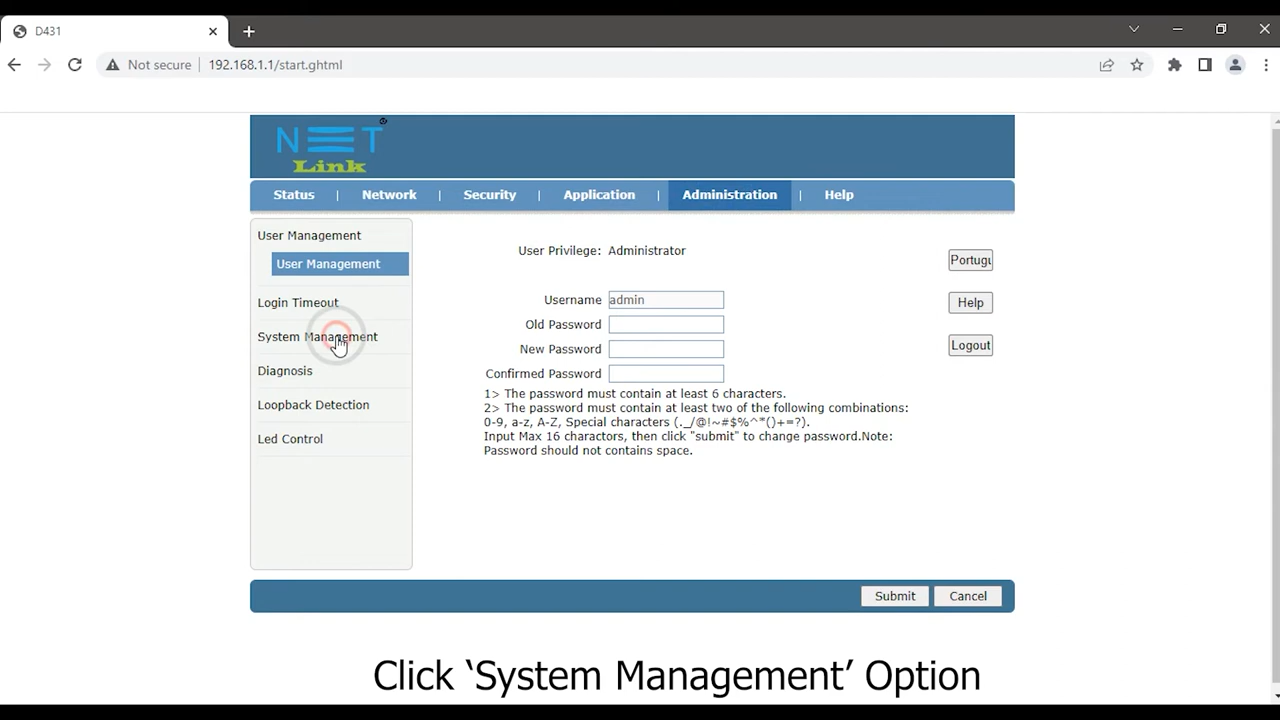 D431
Not secure
192.168.1.1/start.ghtml
NET
Link
Status | Network | Security | Application | Administration | Help
User Management
User Management
Login Timeout
System Management
Diagnosis
Loopback Detection
Led Control
User Privilege: Administrator
Username admin
Old Password
New Password
Confirmed Password
1> The password must contain at least 6 characters.
2> The password must contain at least two of the following combinations:
0-9, a-z, A-Z, Special characters (._/@!~#$%^*()+=?).
Input Max 16 charactors, then click "submit" to change password.Note:
Password should not contains space.
Portugu
Help
Logout
Submit
Cancel
Click ‘System Management’ Option